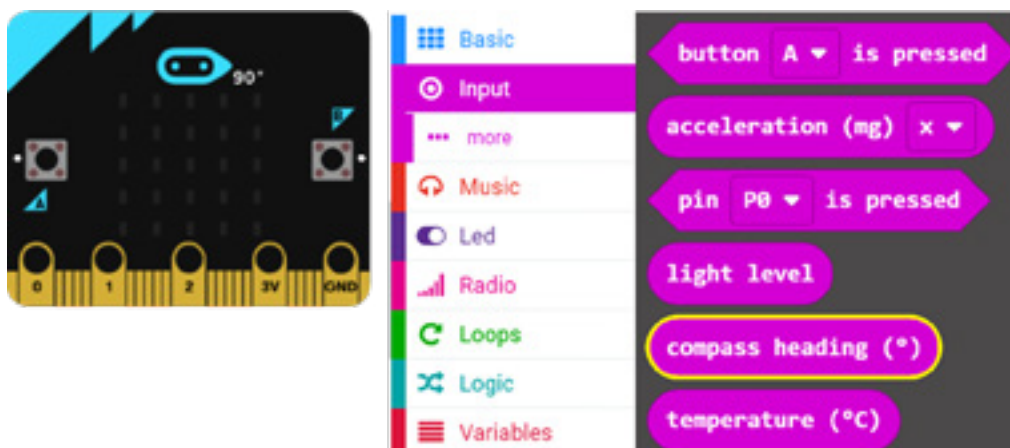 90°
B
A
0 1 2 3V GND
Basic
Input
more
Music
Led
Radio
Loops
Logic
Variables
button A is pressed
acceleration (mg) x
pin P0 is pressed
light level
compass heading (°)
temperature (°C)